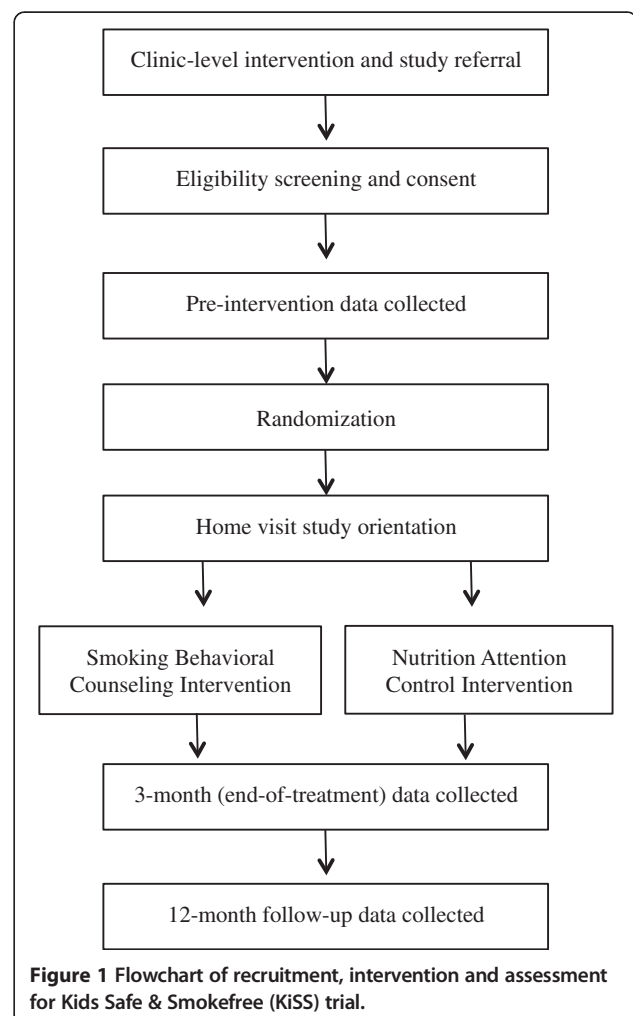 Clinic-level intervention and study referral
Eligibility screening and consent
Pre-intervention data collected
Randomization
Home visit study orientation
Smoking Behavioral
Counseling Intervention
Nutrition Attention
Control Intervention
3-month (end-of-treatment) data collected
12-month follow-up data collected
Figure 1 Flowchart of recruitment, intervention and assessment
for Kids Safe & Smokefree (KiSS) trial.